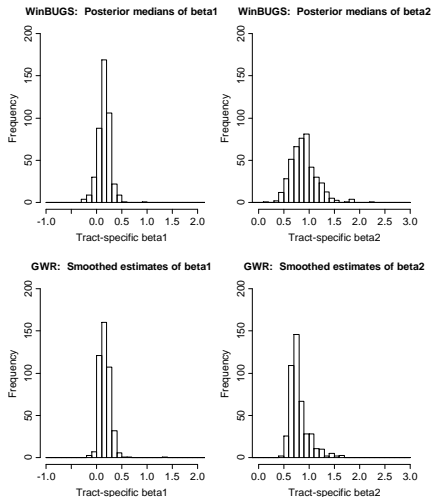 WinBUGS: Posterior medians of beta1
Frequency
0 50 100 150 200
-1.0 0.0 0.5 1.0 1.5 2.0
Tract-specific beta1
WinBUGS: Posterior medians of beta2
Frequency
0 50 100 150 200
0.0 0.5 1.0 1.5 2.0 2.5 3.0
Tract-specific beta2
GWR: Smoothed estimates of beta1
Frequency
0 50 100 150 200
-1.0 0.0 0.5 1.0 1.5 2.0
Tract-specific beta1
GWR: Smoothed estimates of beta2
Frequency
0 50 100 150 200
0.0 0.5 1.0 1.5 2.0 2.5 3.0
Tract-specific beta2